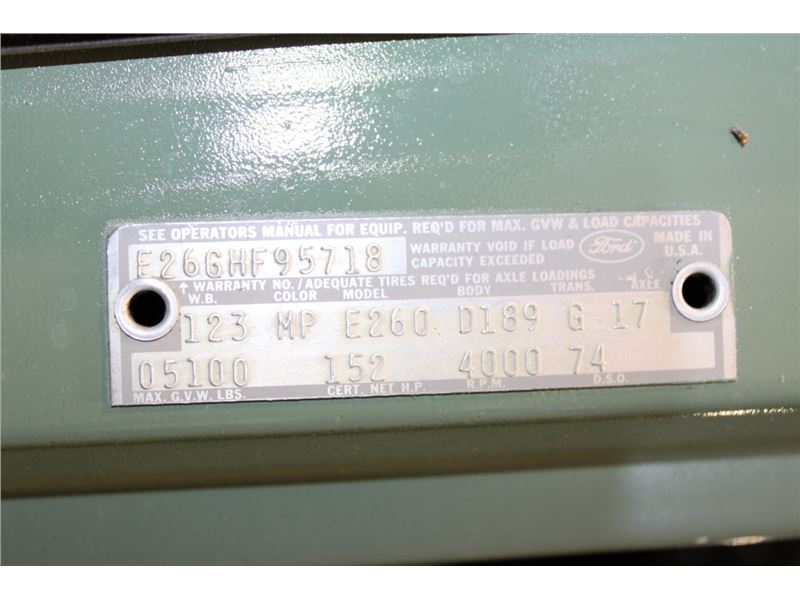 SEE OPERATORS MANUAL FOR EQUIP. REQ'D FOR MAX. GVW & LOAD CAPACITIES
E26GHF95718 WARRANTY VOID IF LOAD CAPACITY EXCEEDED Ford MADE IN U.S.A.
↑ WARRANTY NO./ADEQUATE TIRES REQ'D FOR AXLE LOADINGS
W.B. COLOR MODEL BODY TRANS. AXLE
123 MP E260 D189 G 17
05100 152 4000 74
MAX. G.V.W. LBS. CERT. NET H.P. R.P.M. D.S.O.